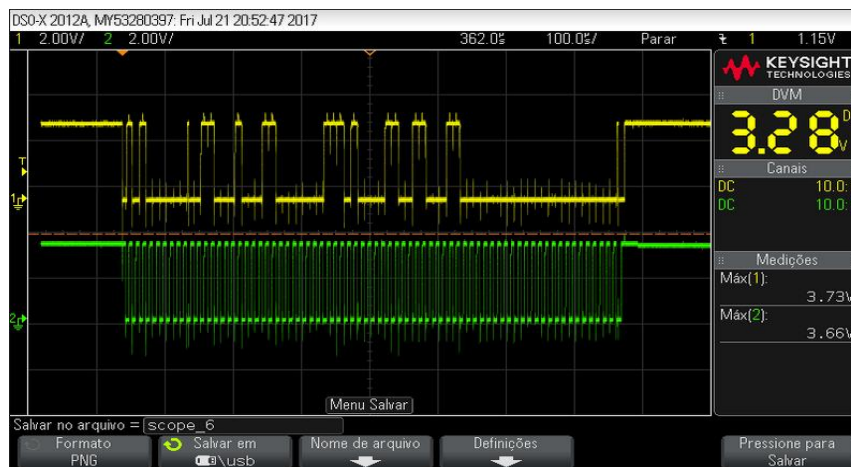 DSO-X 2012A, MY53280397: Fri Jul 21 20:52:47 2017
1 2.00V/ 2 2.00V/ 362.0s 100.0s/ Parar 1 1.15V
KEYSIGHT
TECHNOLOGIES
DVM
D
3.28V
Canais
DC 10.0:
DC 10.0:
Medições
Máx(1):
3.73V
Máx(2):
3.66V
T
1
2
Menu Salvar
Salvar no arquivo = scope_6
Formato
PNG
Salvar em
\usb
Nome de arquivo
Definições
Pressione para
Salvar